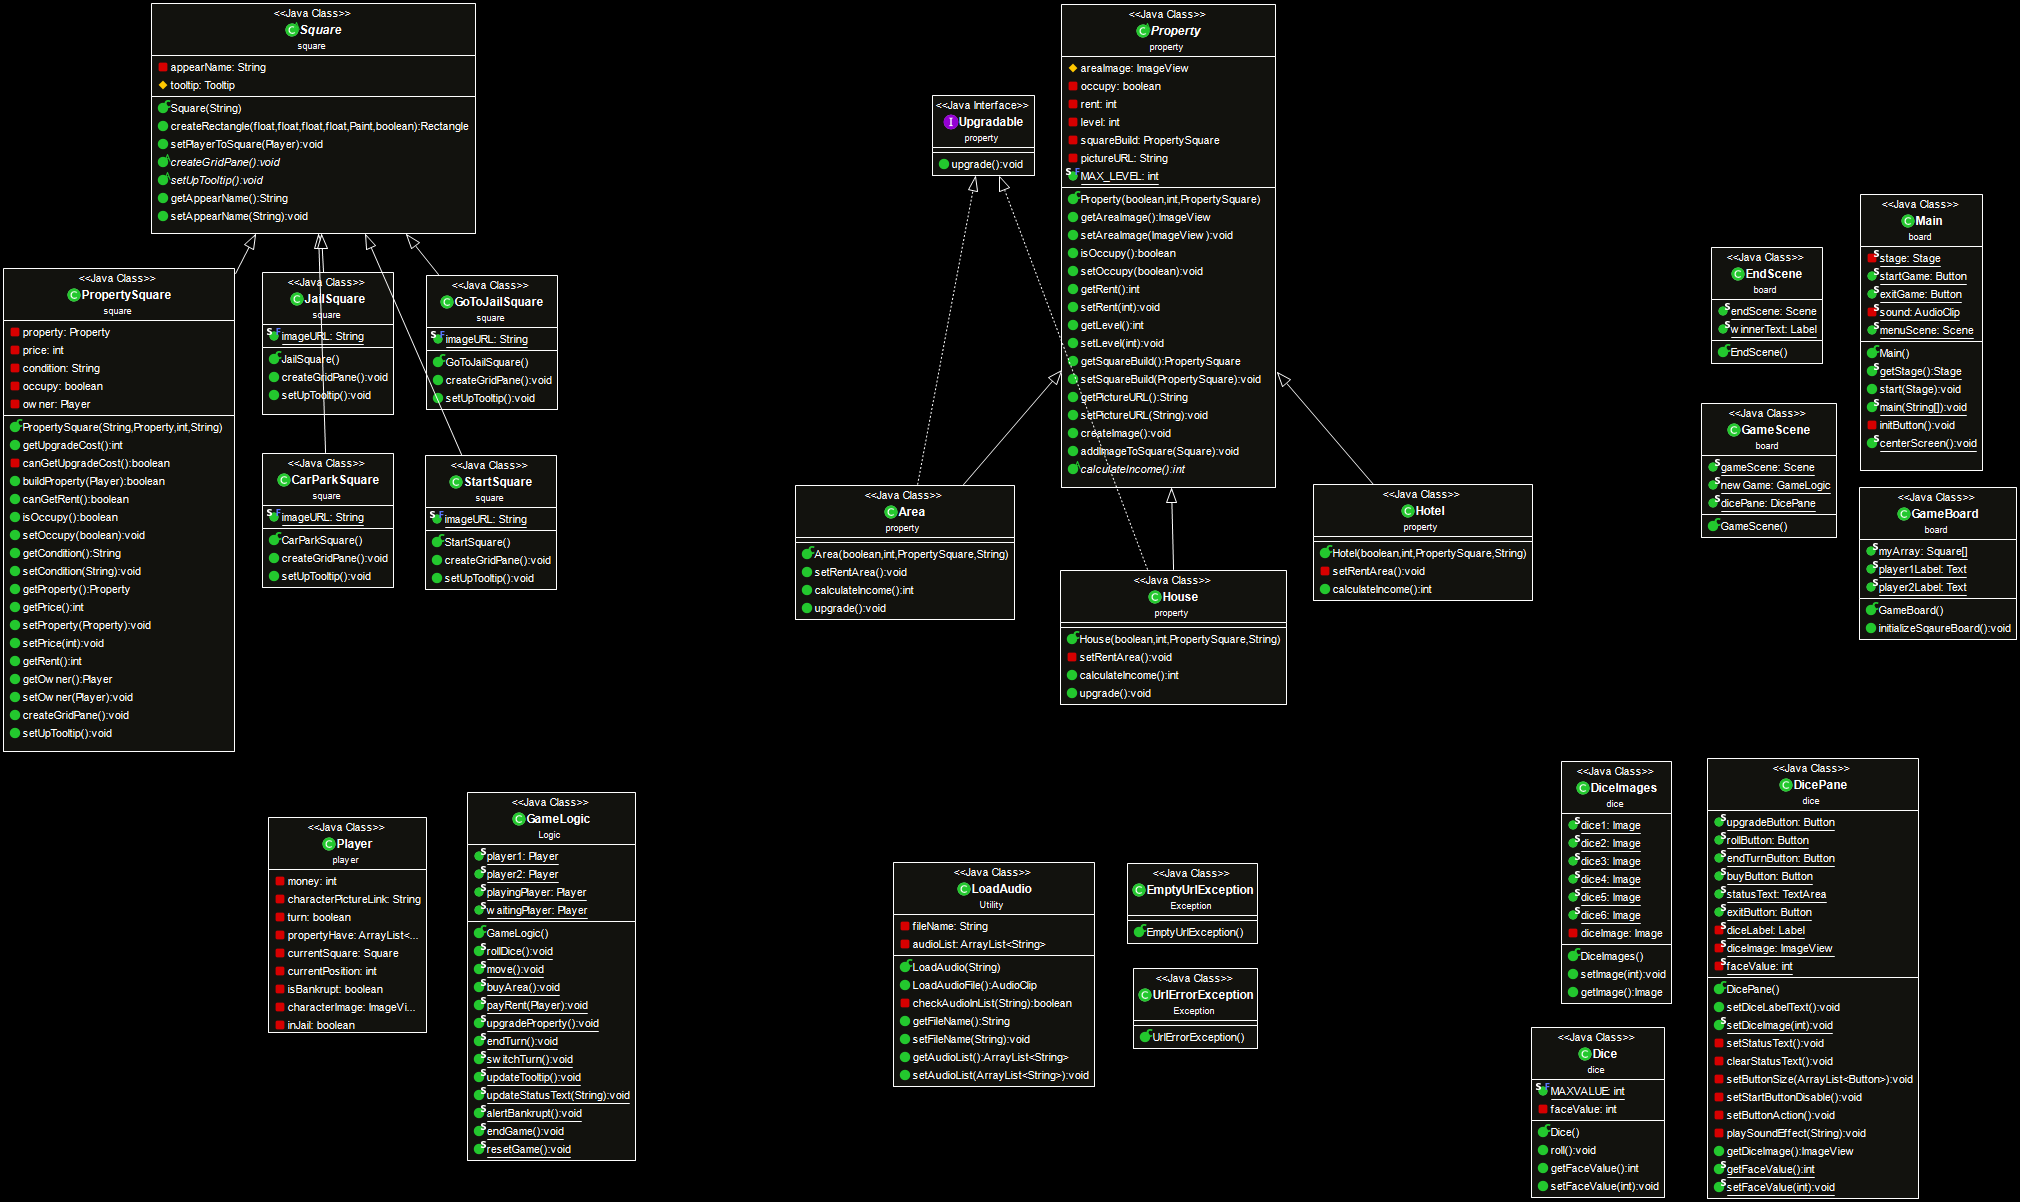 <<Java Class>>
Square
square
appearName: String
tooltip: Tooltip
Square(String)
createRectangle(float,float,float,float,Paint,boolean):Rectangle
setPlayerToSquare(Player):void
createGridPane():void
setUpTooltip():void
getAppearName():String
setAppearName(String):void
<<Java Class>>
PropertySquare
square
property: Property
price: int
condition: String
occupy: boolean
owner: Player
PropertySquare(String,Property,int,String)
getUpgradeCost():int
canGetUpgradeCost():boolean
buildProperty(Player):boolean
canGetRent():boolean
isOccupy():boolean
setOccupy(boolean):void
getCondition():String
setCondition(String):void
getProperty():Property
getPrice():int
setProperty(Property):void
setPrice(int):void
getRent():int
getOwner():Player
setOwner(Player):void
createGridPane():void
setUpTooltip():void
<<Java Class>>
JailSquare
square
imageURL: String
JailSquare()
createGridPane():void
setUpTooltip():void
<<Java Class>>
GoToJailSquare
square
imageURL: String
GoToJailSquare()
createGridPane():void
setUpTooltip():void
<<Java Class>>
CarParkSquare
square
imageURL: String
CarParkSquare()
createGridPane():void
setUpTooltip():void
<<Java Class>>
StartSquare
square
imageURL: String
StartSquare()
createGridPane():void
setUpTooltip():void
<<Java Interface>>
Upgradable
property
upgrade():void
<<Java Class>>
Property
property
areaImage: ImageView
occupy: boolean
rent: int
level: int
squareBuild: PropertySquare
pictureURL: String
MAX_LEVEL: int
Property(boolean,int,PropertySquare)
getAreaImage():ImageView
setAreaImage(ImageView):void
isOccupy():boolean
setOccupy(boolean):void
getRent():int
setRent(int):void
getLevel():int
setLevel(int):void
getSquareBuild():PropertySquare
setSquareBuild(PropertySquare):void
getPictureURL():String
setPictureURL(String):void
createImage():void
addImageToSquare(Square):void
calculateIncome():int
<<Java Class>>
Area
property
Area(boolean,int,PropertySquare,String)
setRentArea():void
calculateIncome():int
upgrade():void
<<Java Class>>
House
property
House(boolean,int,PropertySquare,String)
setRentArea():void
calculateIncome():int
upgrade():void
<<Java Class>>
Hotel
property
Hotel(boolean,int,PropertySquare,String)
setRentArea():void
calculateIncome():int
<<Java Class>>
EndScene
board
endScene: Scene
winnerText: Label
EndScene()
<<Java Class>>
Main
board
stage: Stage
startGame: Button
exitGame: Button
sound: AudioClip
menuScene: Scene
Main()
getStage():Stage
start(Stage):void
main(String[]):void
initButton():void
centerScreen():void
<<Java Class>>
GameScene
board
gameScene: Scene
newGame: GameLogic
dicePane: DicePane
GameScene()
<<Java Class>>
GameBoard
board
myArray: Square[]
player1Label: Text
player2Label: Text
GameBoard()
initializeSqaureBoard():void
<<Java Class>>
Player
player
money: int
characterPictureLink: String
turn: boolean
propertyHave: ArrayList<...
currentSquare: Square
currentPosition: int
isBankrupt: boolean
characterImage: ImageVi...
inJail: boolean
<<Java Class>>
GameLogic
Logic
player1: Player
player2: Player
playingPlayer: Player
waitingPlayer: Player
GameLogic()
rollDice():void
move():void
buyArea():void
payRent(Player):void
upgradeProperty():void
endTurn():void
switchTurn():void
updateTooltip():void
updateStatusText(String):void
alertBankrupt():void
endGame():void
resetGame():void
<<Java Class>>
LoadAudio
Utility
fileName: String
audioList: ArrayList<String>
LoadAudio(String)
LoadAudioFile():AudioClip
checkAudioInList(String):boolean
getFileName():String
setFileName(String):void
getAudioList():ArrayList<String>
setAudioList(ArrayList<String>):void
<<Java Class>>
EmptyUrlException
Exception
EmptyUrlException()
<<Java Class>>
UrlErrorException
Exception
UrlErrorException()
<<Java Class>>
DiceImages
dice
dice1: Image
dice2: Image
dice3: Image
dice4: Image
dice5: Image
dice6: Image
diceImage: Image
DiceImages()
setImage(int):void
getImage():Image
<<Java Class>>
Dice
dice
MAXVALUE: int
faceValue: int
Dice()
roll():void
getFaceValue():int
setFaceValue(int):void
<<Java Class>>
DicePane
dice
upgradeButton: Button
rollButton: Button
endTurnButton: Button
buyButton: Button
statusText: TextArea
exitButton: Button
diceLabel: Label
diceImage: ImageView
faceValue: int
DicePane()
setDiceLabelText():void
setDiceImage(int):void
setStatusText():void
clearStatusText():void
setButtonSize(ArrayList<Button>):void
setStartButtonDisable():void
setButtonAction():void
playSoundEffect(String):void
getDiceImage():ImageView
getFaceValue():int
setFaceValue(int):void